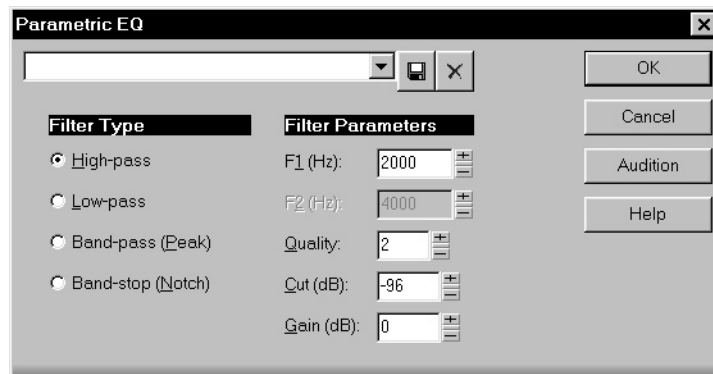 Parametric EQ
OK
Filter Type
Filter Parameters
Cancel
High-pass
F1 (Hz):
2000
Audition
Low-pass
F2 (Hz):
4000
Help
Band-pass (Peak)
Quality:
2
Band-stop (Notch)
Cut (dB):
-96
Gain (dB):
0